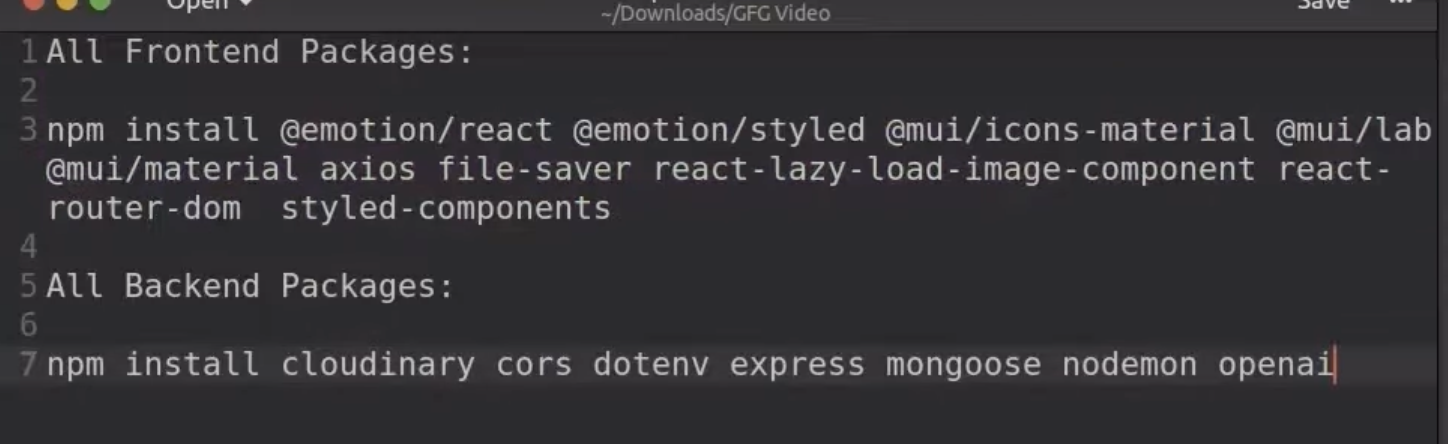 Open
~/Downloads/GFG Video
Save
1 All Frontend Packages:
2
3 npm install @emotion/react @emotion/styled @mui/icons-material @mui/lab
@mui/material axios file-saver react-lazy-load-image-component react-
router-dom  styled-components
4
5 All Backend Packages:
6
7 npm install cloudinary cors dotenv express mongoose nodemon openai